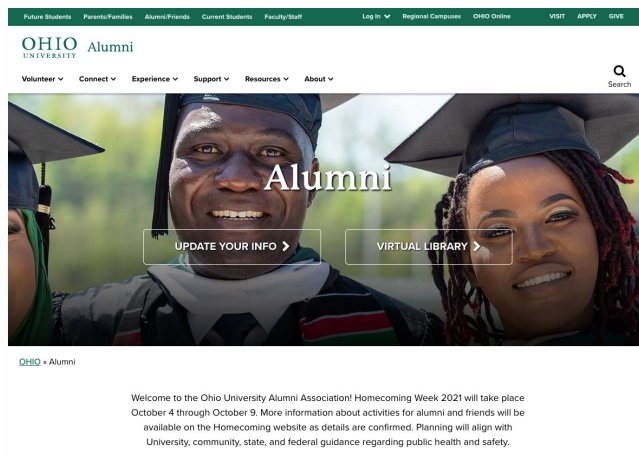 Future Students Parents/Families Alumni/Friends Current Students Faculty/Staff Log In Regional Campuses OHIO Online VISIT APPLY GIVE
OHIO
UNIVERSITY
Alumni
Volunteer Connect Experience Support Resources About
Search
Alumni
UPDATE YOUR INFO VIRTUAL LIBRARY
OHIO » Alumni
Welcome to the Ohio University Alumni Association! Homecoming Week 2021 will take place
October 4 through October 9. More information about activities for alumni and friends will be
available on the Homecoming website as details are confirmed. Planning will align with
University, community, state, and federal guidance regarding public health and safety.